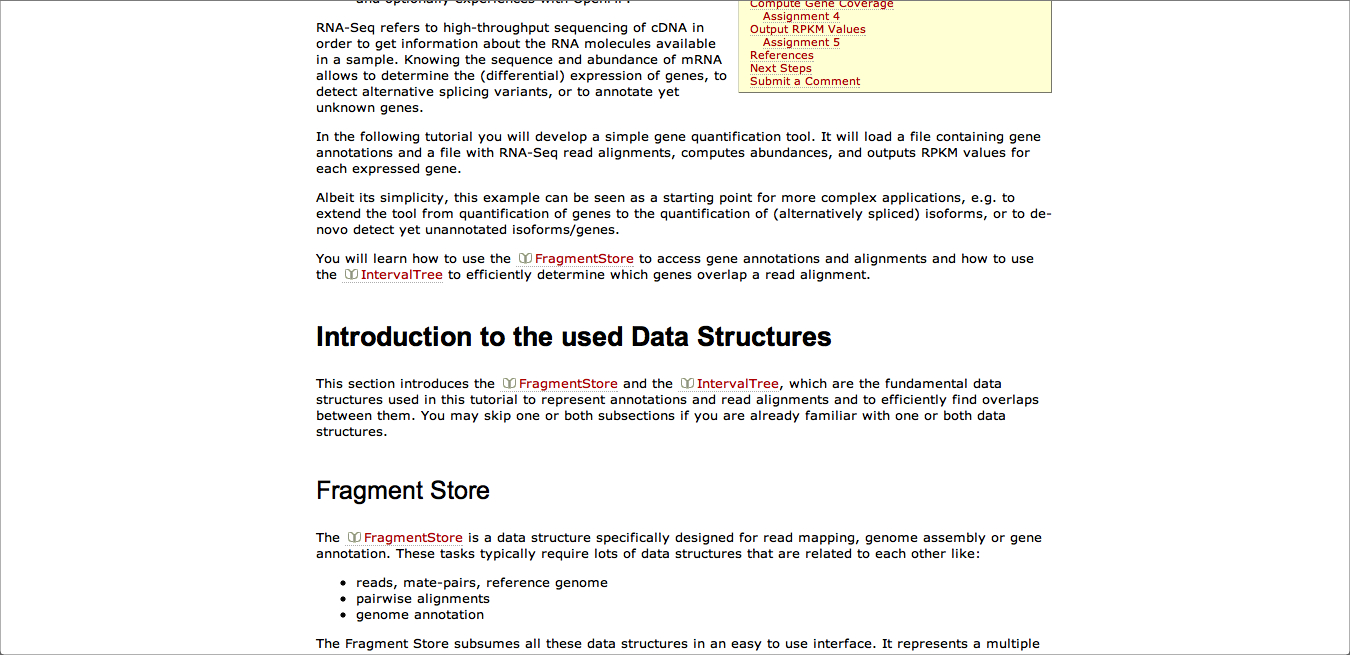 and optionally experiences with OpenMP.
Compute Gene Coverage
Assignment 4
Output RPKM Values
Assignment 5
References
Next Steps
Submit a Comment
RNA-Seq refers to high-throughput sequencing of cDNA in
order to get information about the RNA molecules available
in a sample. Knowing the sequence and abundance of mRNA
allows to determine the (differential) expression of genes, to
detect alternative splicing variants, or to annotate yet
unknown genes.
In the following tutorial you will develop a simple gene quantification tool. It will load a file containing gene
annotations and a file with RNA-Seq read alignments, computes abundances, and outputs RPKM values for
each expressed gene.
Albeit its simplicity, this example can be seen as a starting point for more complex applications, e.g. to
extend the tool from quantification of genes to the quantification of (alternatively spliced) isoforms, or to de-
novo detect yet unannotated isoforms/genes.
You will learn how to use the FragmentStore to access gene annotations and alignments and how to use
the IntervalTree to efficiently determine which genes overlap a read alignment.
Introduction to the used Data Structures
This section introduces the FragmentStore and the IntervalTree, which are the fundamental data
structures used in this tutorial to represent annotations and read alignments and to efficiently find overlaps
between them. You may skip one or both subsections if you are already familiar with one or both data
structures.
Fragment Store
The FragmentStore is a data structure specifically designed for read mapping, genome assembly or gene
annotation. These tasks typically require lots of data structures that are related to each other like:
• reads, mate-pairs, reference genome
• pairwise alignments
• genome annotation
The Fragment Store subsumes all these data structures in an easy to use interface. It represents a multiple